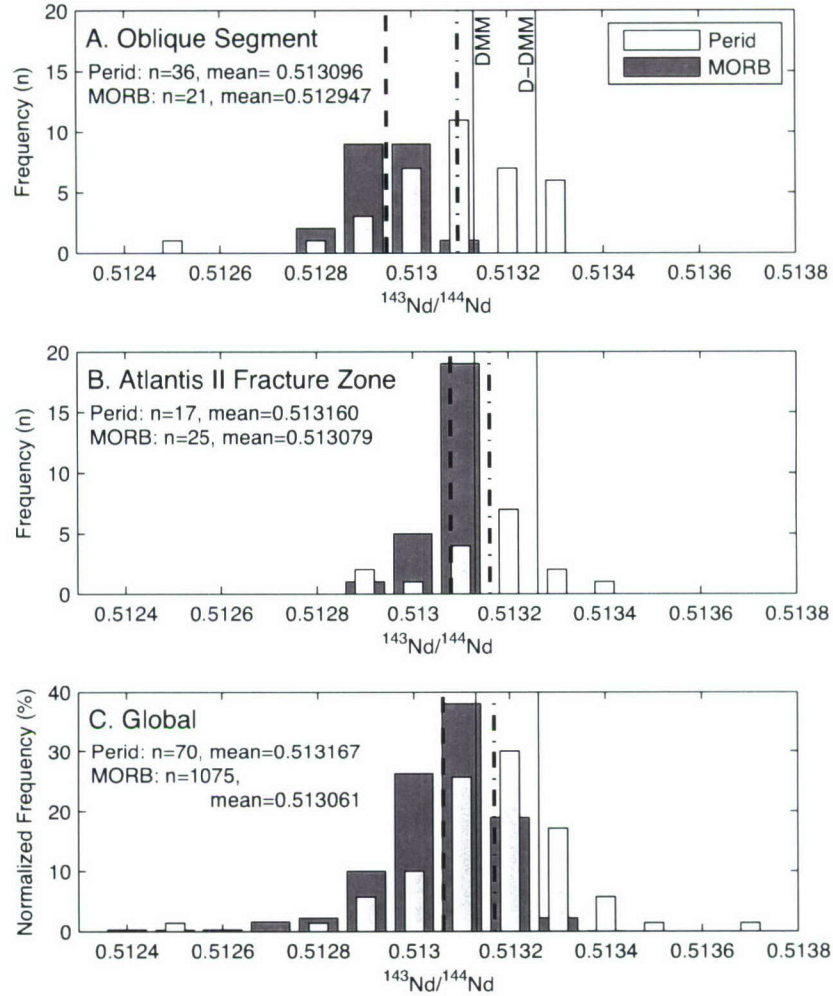 A. Oblique Segment
Perid: n=36, mean= 0.513096
MORB: n=21, mean=0.512947
DMM
D-DMM
Perid
MORB
Frequency (n)
20
15
10
5
0
0.5124 0.5126 0.5128 0.513 0.5132 0.5134 0.5136 0.5138
¹⁴³Nd/¹⁴⁴Nd
B. Atlantis II Fracture Zone
Perid: n=17, mean=0.513160
MORB: n=25, mean=0.513079
Frequency (n)
20
15
10
5
0
0.5124 0.5126 0.5128 0.513 0.5132 0.5134 0.5136 0.5138
¹⁴³Nd/¹⁴⁴Nd
C. Global
Perid: n=70, mean=0.513167
MORB: n=1075,
mean=0.513061
Normalized Frequency (%)
40
30
20
10
0
0.5124 0.5126 0.5128 0.513 0.5132 0.5134 0.5136 0.5138
¹⁴³Nd/¹⁴⁴Nd